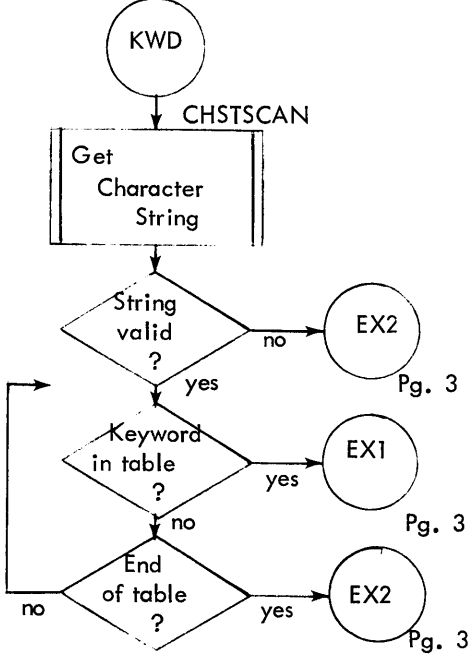 KWD
CHSTSCAN
Get
Character
String
String
valid
?
no
EX2
Pg. 3
yes
Keyword
in table
?
yes
EX1
Pg. 3
no
End
of table
?
no
yes
EX2
Pg. 3